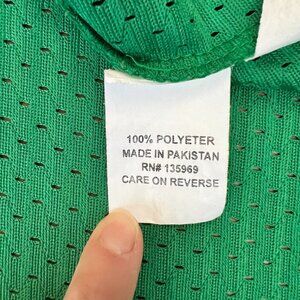 100% POLYETER
MADE IN PAKISTAN
RN# 135969
CARE ON REVERSE